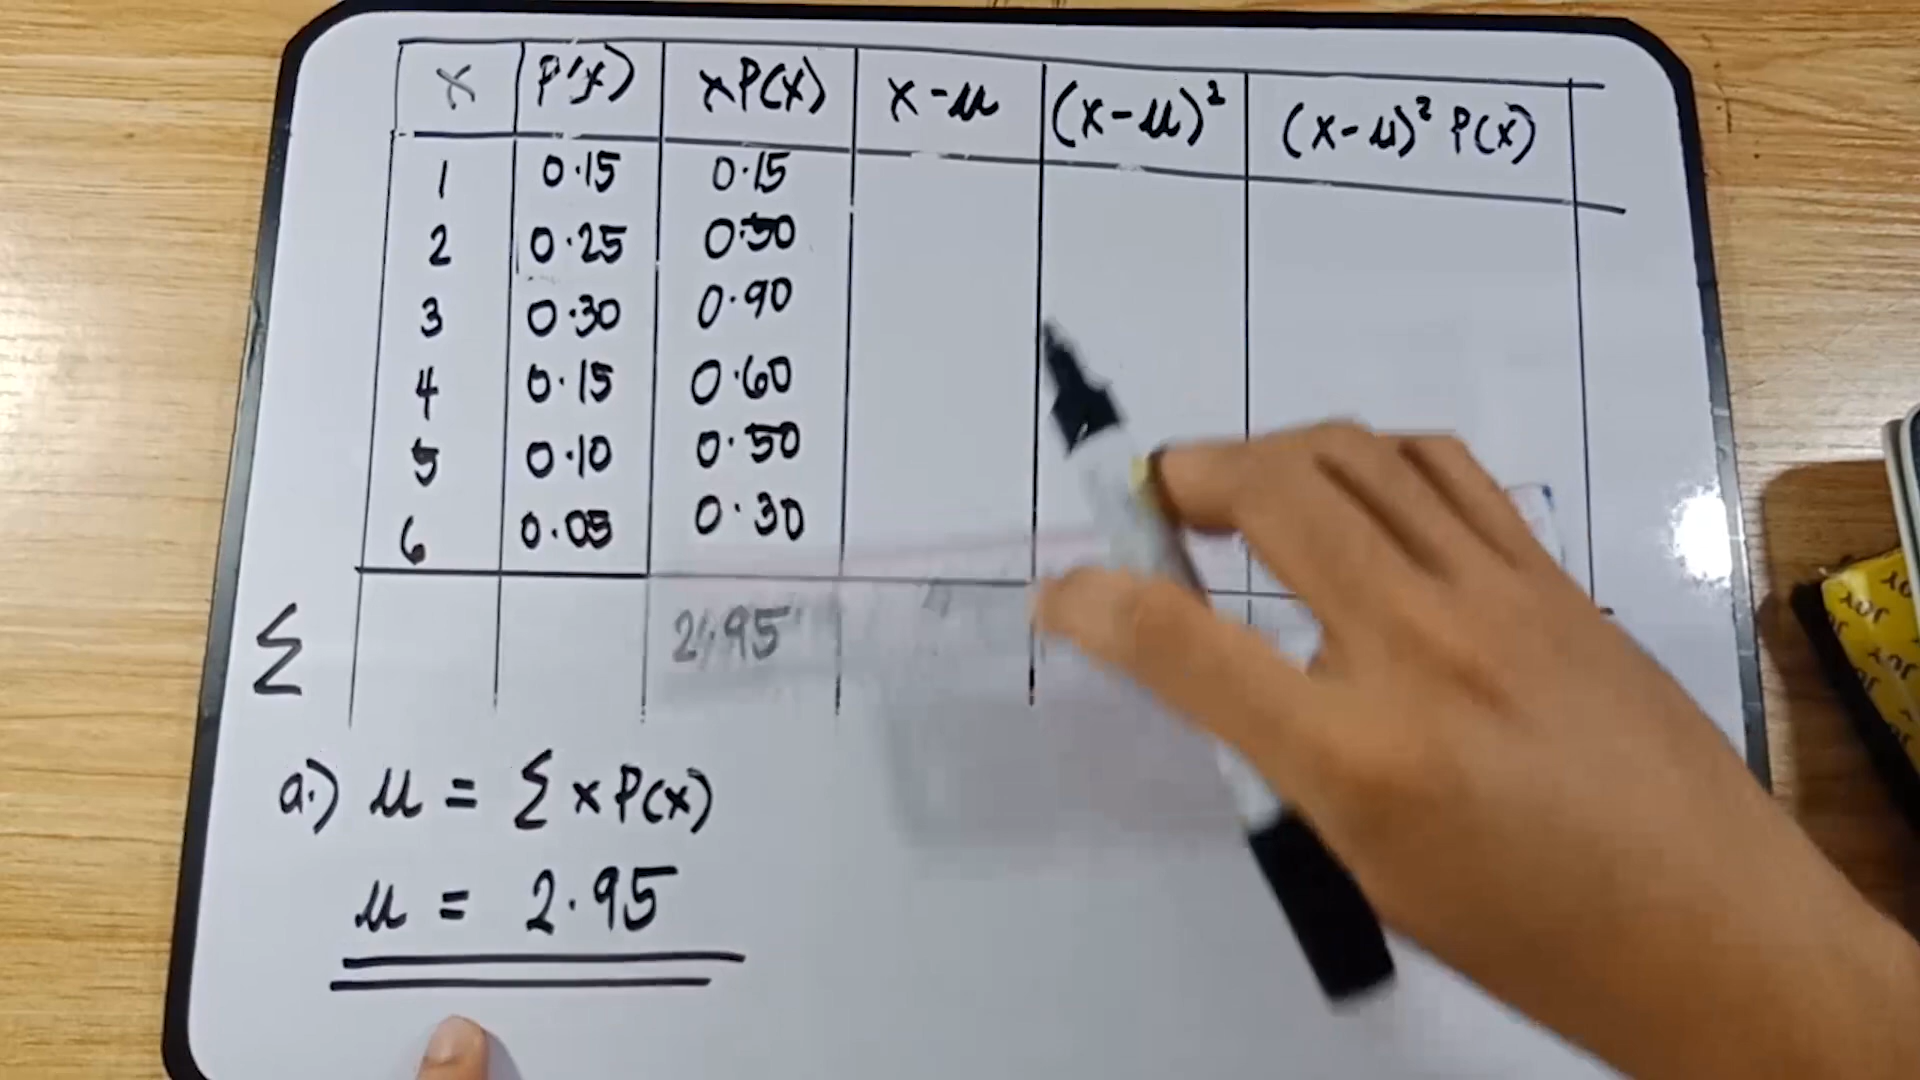 x P(x) xP(x) x-μ (x-μ)² (x-μ)² P(x)
1 0.15 0.15
2 0.25 0.50
3 0.30 0.90
4 0.15 0.60
5 0.10 0.50
6 0.05 0.30
Σ 2.95
a.) μ = Σ x P(x)
μ = 2.95
JOY